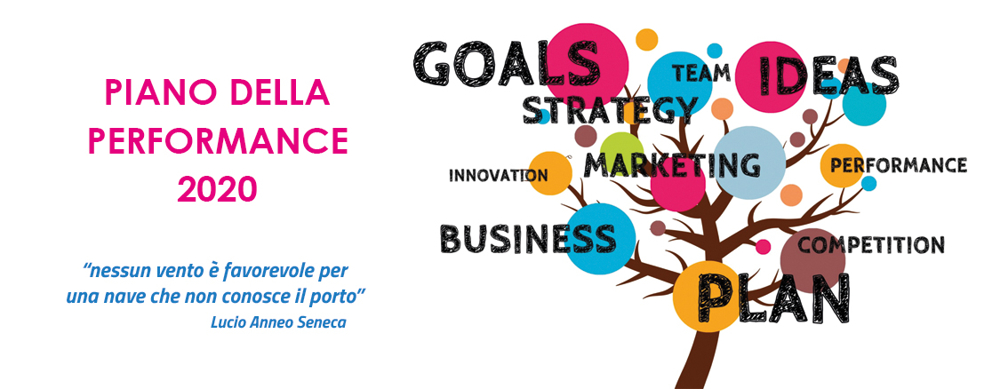 PIANO DELLA
PERFORMANCE
2020
“nessun vento è favorevole per
una nave che non conosce il porto”
Lucio Anneo Seneca
GOALS
TEAM
IDEAS
STRATEGY
INNOVATION
MARKETING
PERFORMANCE
BUSINESS
COMPETITION
PLAN